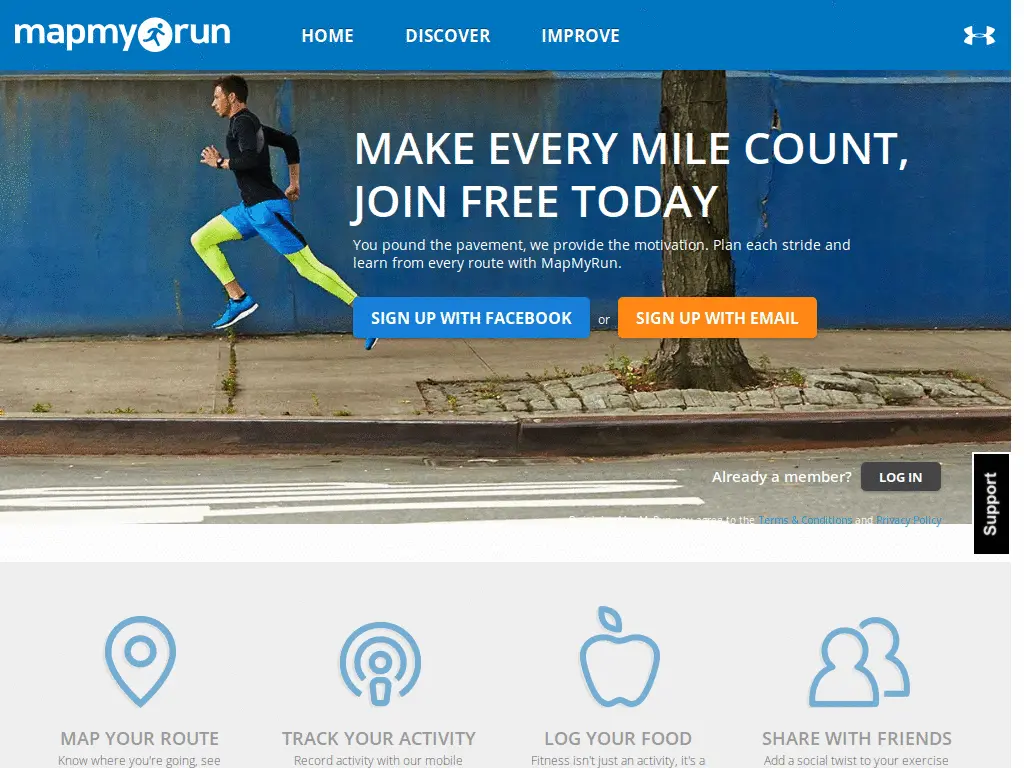 mapmyrun
HOME DISCOVER IMPROVE
MAKE EVERY MILE COUNT,
JOIN FREE TODAY
You pound the pavement, we provide the motivation. Plan each stride and
learn from every route with MapMyRun.
SIGN UP WITH FACEBOOK or SIGN UP WITH EMAIL
Already a member? LOG IN
Support
you agree to the Terms & Conditions and Privacy Policy
MAP YOUR ROUTE TRACK YOUR ACTIVITY LOG YOUR FOOD SHARE WITH FRIENDS
Know where you're going, see Record activity with our mobile Fitness isn't just an activity, it's a Add a social twist to your exercise